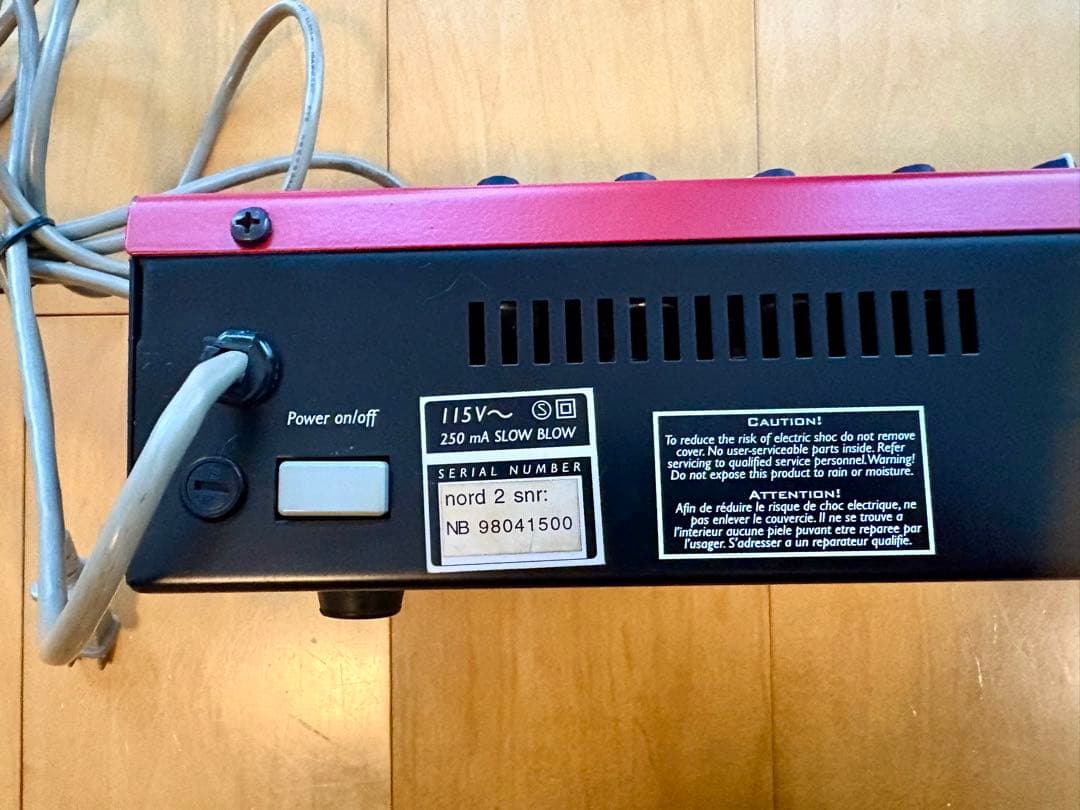 Power on/off
115V~ Ⓢ
250 mA SLOW BLOW
SERIAL NUMBER
nord 2 snr:
NB 98041500
CAUTION!
To reduce the risk of electric shoc do not remove
cover. No user-serviceable parts inside. Refer
servicing to qualified service personnel. Warning!
Do not expose this product to rain or moisture.
ATTENTION!
Afin de réduire le risque de choc electrique, ne
pas enlever le couvercie. Il ne se trouve a
l'interieur aucune piele puvant etre reparee par
l'usager. S'adresser a un reparateur qualifie.